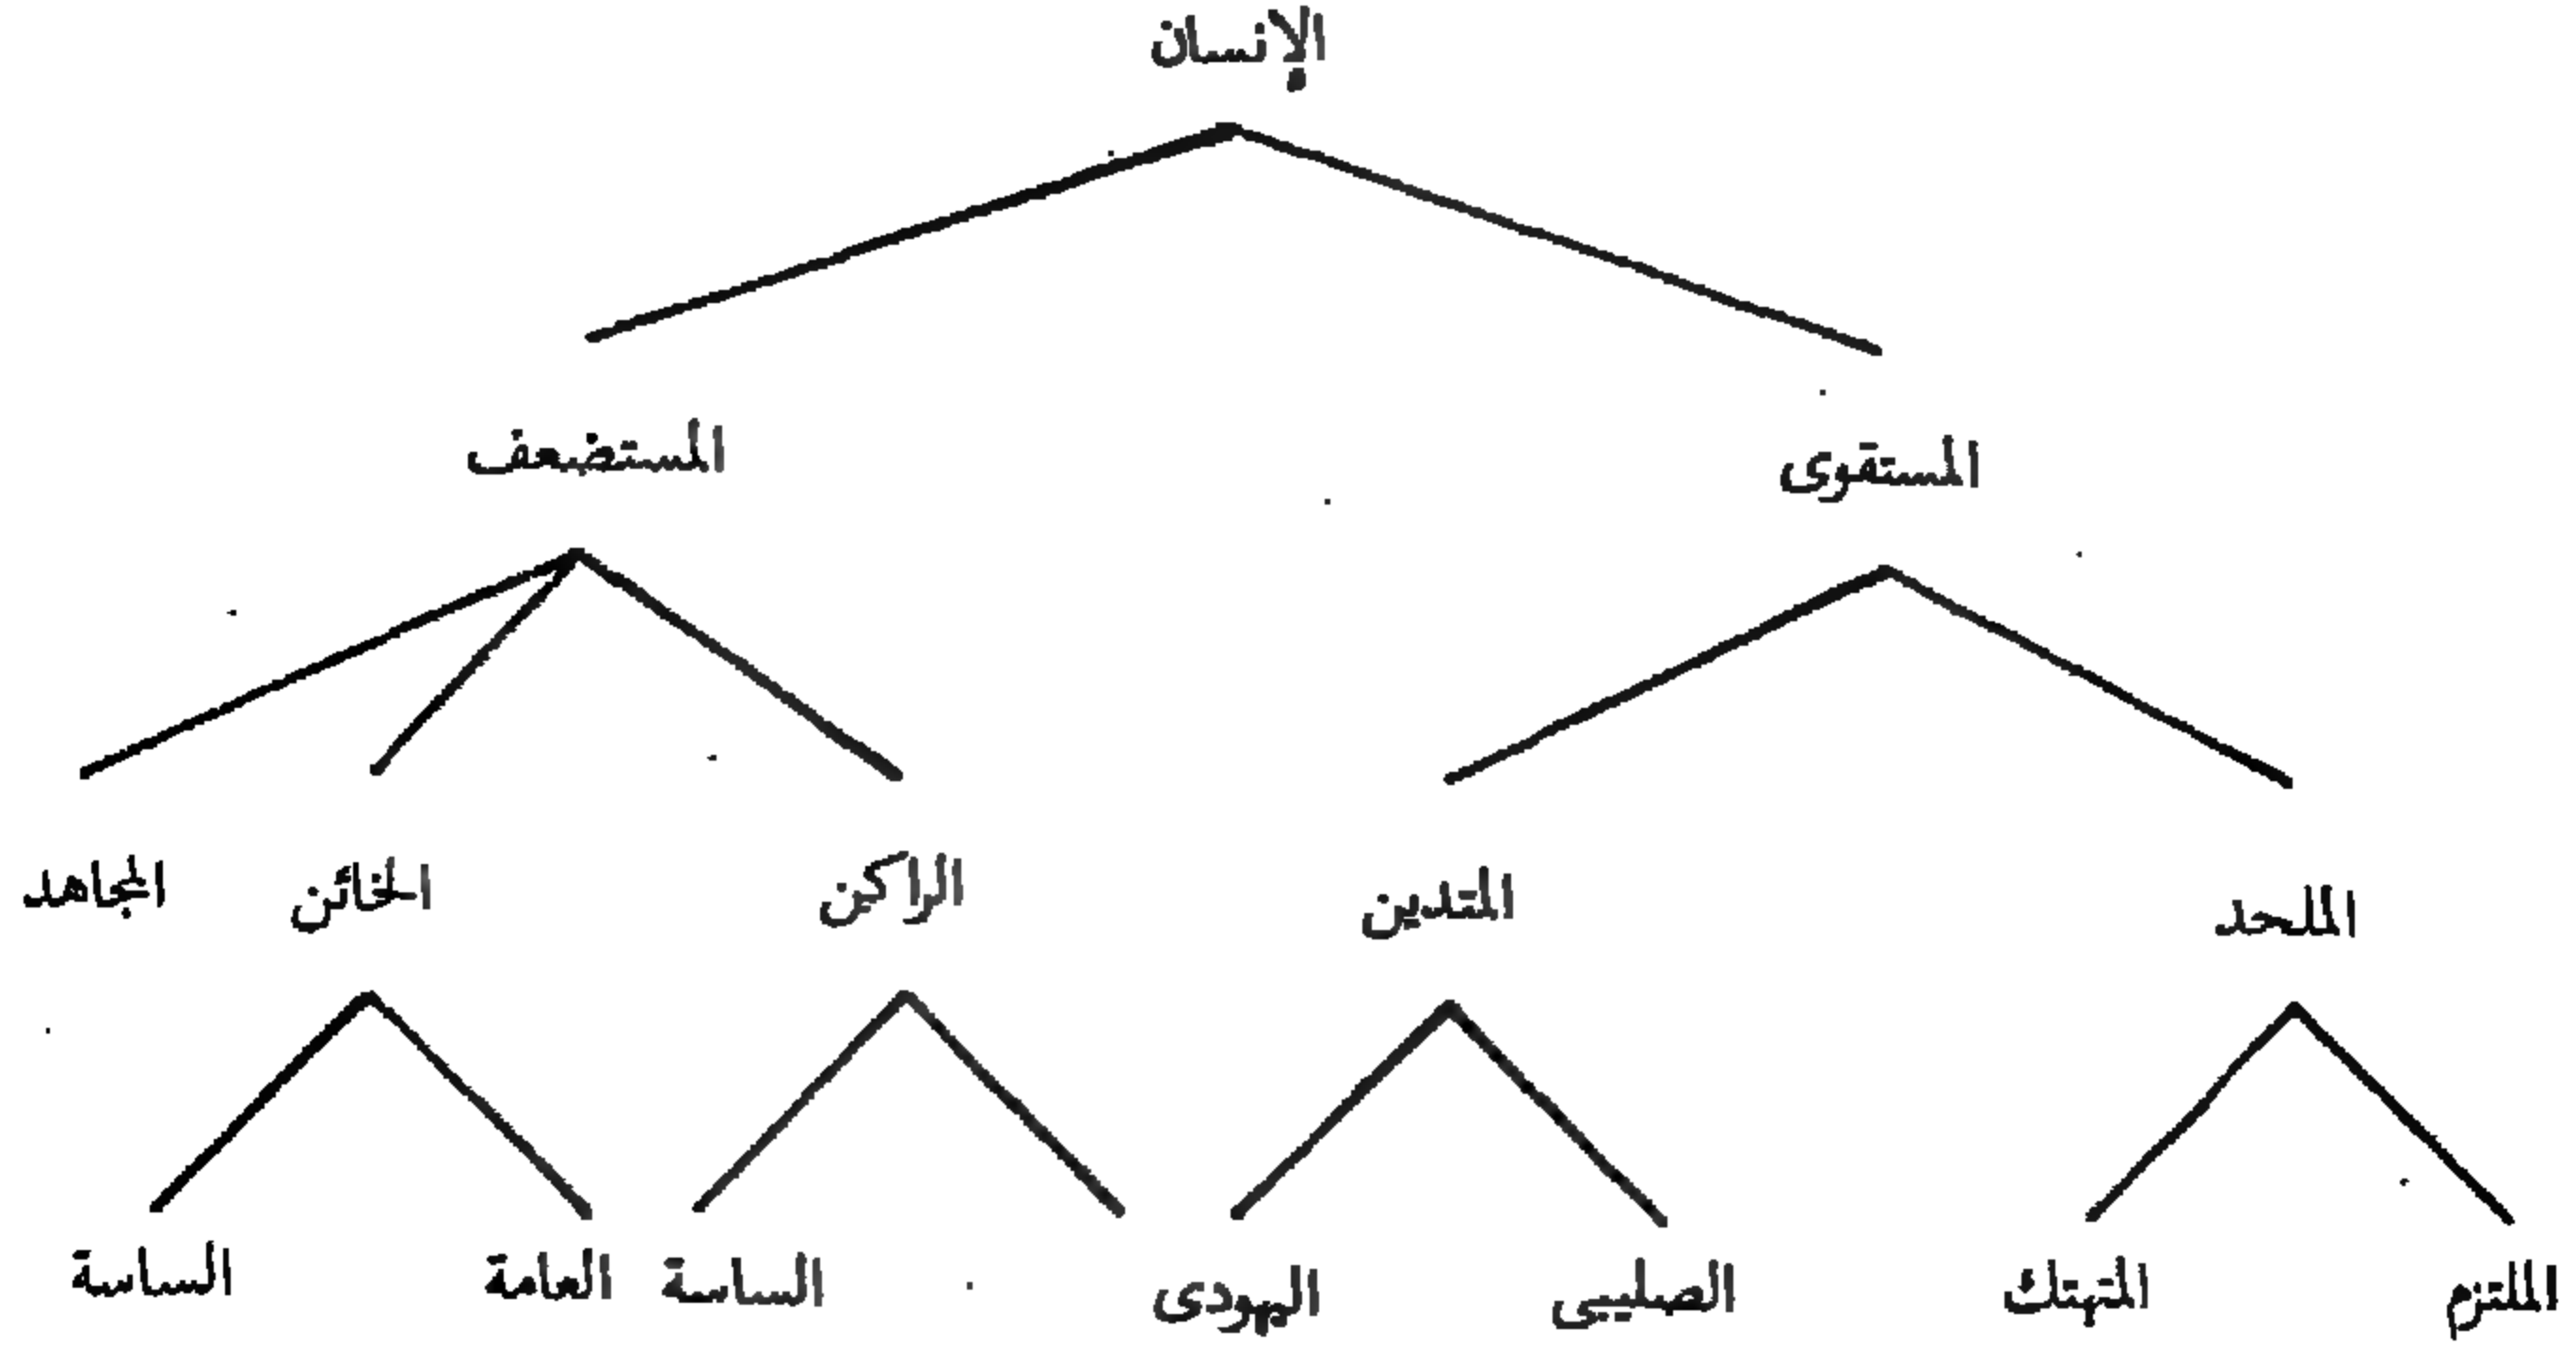 الإنسان
المستقوى المستضعف
الملحد المتدين الراكن الخائن المجاهد
الملتزم المتهتك الصليبى اليهودى الساسة العامة الساسة